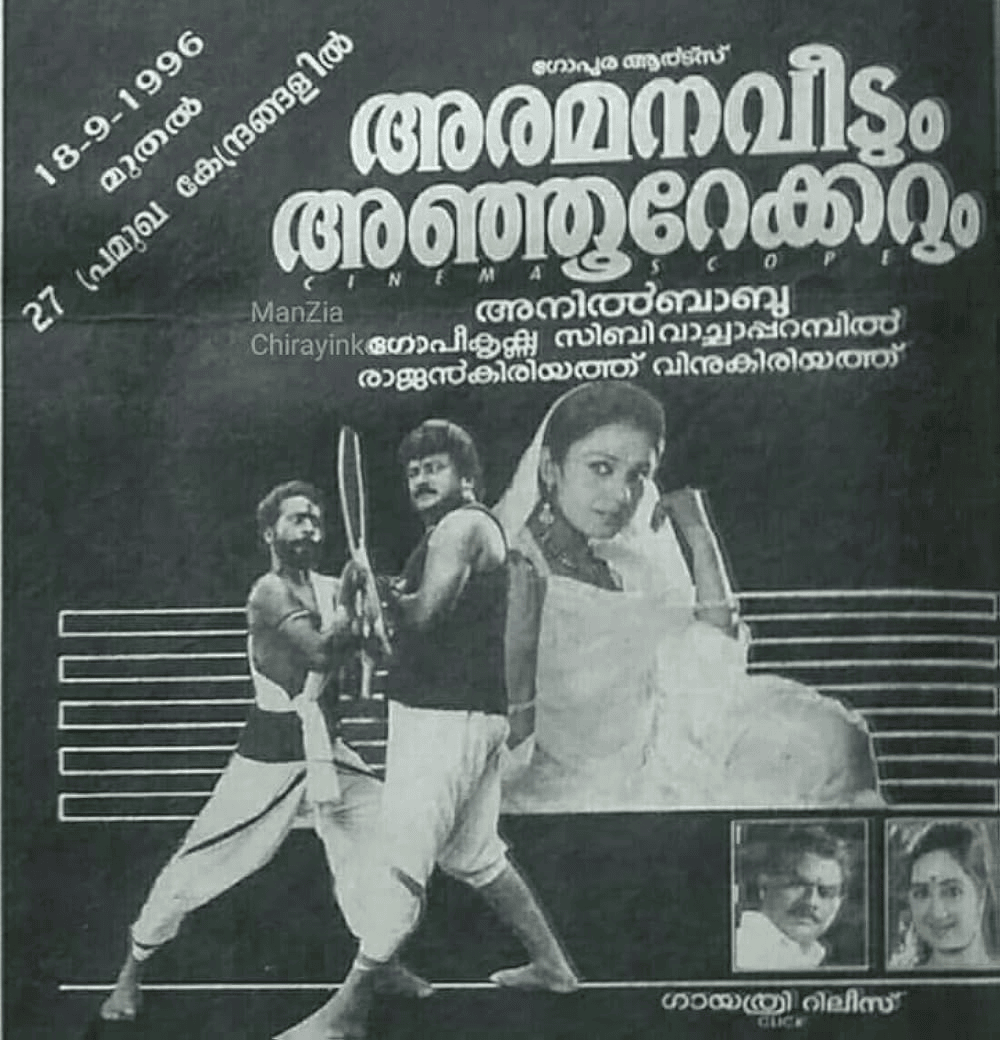 18-9-1996
മുതൽ
27 പ്രമുഖ കേന്ദ്രങ്ങളിൽ
ഗോപുര ആർട്സ്
അരമനവീടും
അഞ്ഞൂറേക്കറും
CINEMASCOPE
അനിൽബാബു
ഗോപീകൃഷ്ണ സിബി വാച്ചാപ്പറമ്പിൽ
രാജൻകിരിയത്ത് വിനുകിരിയത്ത്
ManZia
ഗായത്രി റിലീസ്
CLICK